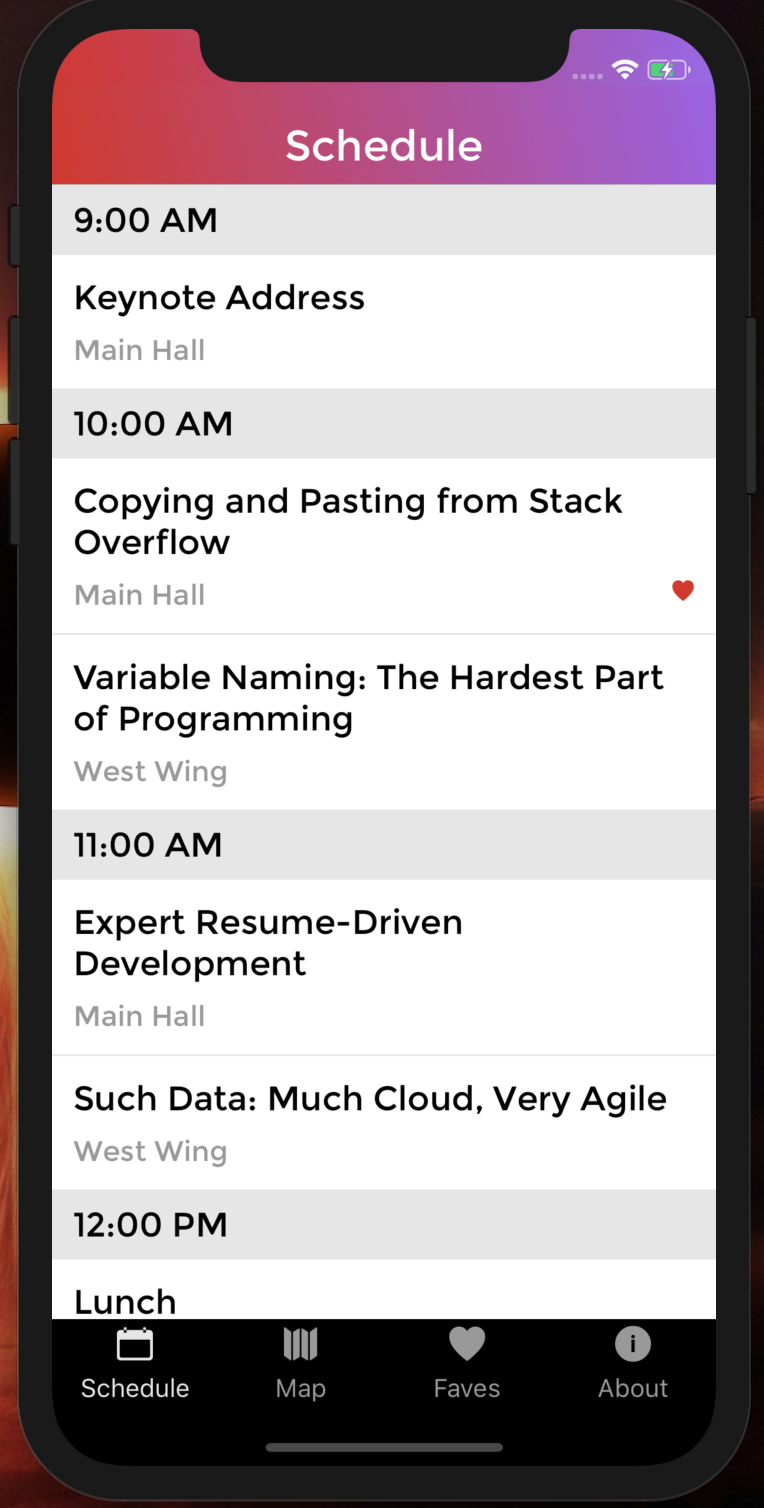 Schedule
9:00 AM
Keynote Address
Main Hall
10:00 AM
Copying and Pasting from Stack
Overflow
Main Hall
Variable Naming: The Hardest Part
of Programming
West Wing
11:00 AM
Expert Resume-Driven
Development
Main Hall
Such Data: Much Cloud, Very Agile
West Wing
12:00 PM
Lunch
Schedule Map Faves About